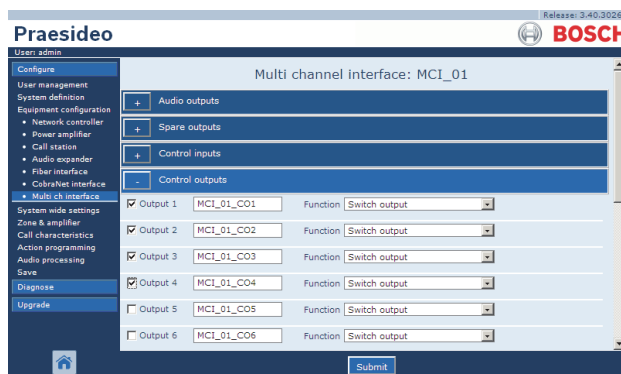 Release: 3.40.3026
Praesideo
BOSCH
User: admin
Configure
User management
System definition
Equipment configuration
• Network controller
• Power amplifier
• Call station
• Audio expander
• Fiber interface
• CobraNet interface
• Multi ch interface
System wide settings
Zone & amplifier
Call characteristics
Action programming
Audio processing
Save
Diagnose
Upgrade
Multi channel interface: MCI_01
+ Audio outputs
+ Spare outputs
+ Control inputs
- Control outputs
Output 1 MCI_01_CO1 Function Switch output
Output 2 MCI_01_CO2 Function Switch output
Output 3 MCI_01_CO3 Function Switch output
Output 4 MCI_01_CO4 Function Switch output
Output 5 MCI_01_CO5 Function Switch output
Output 6 MCI_01_CO6 Function Switch output
Submit